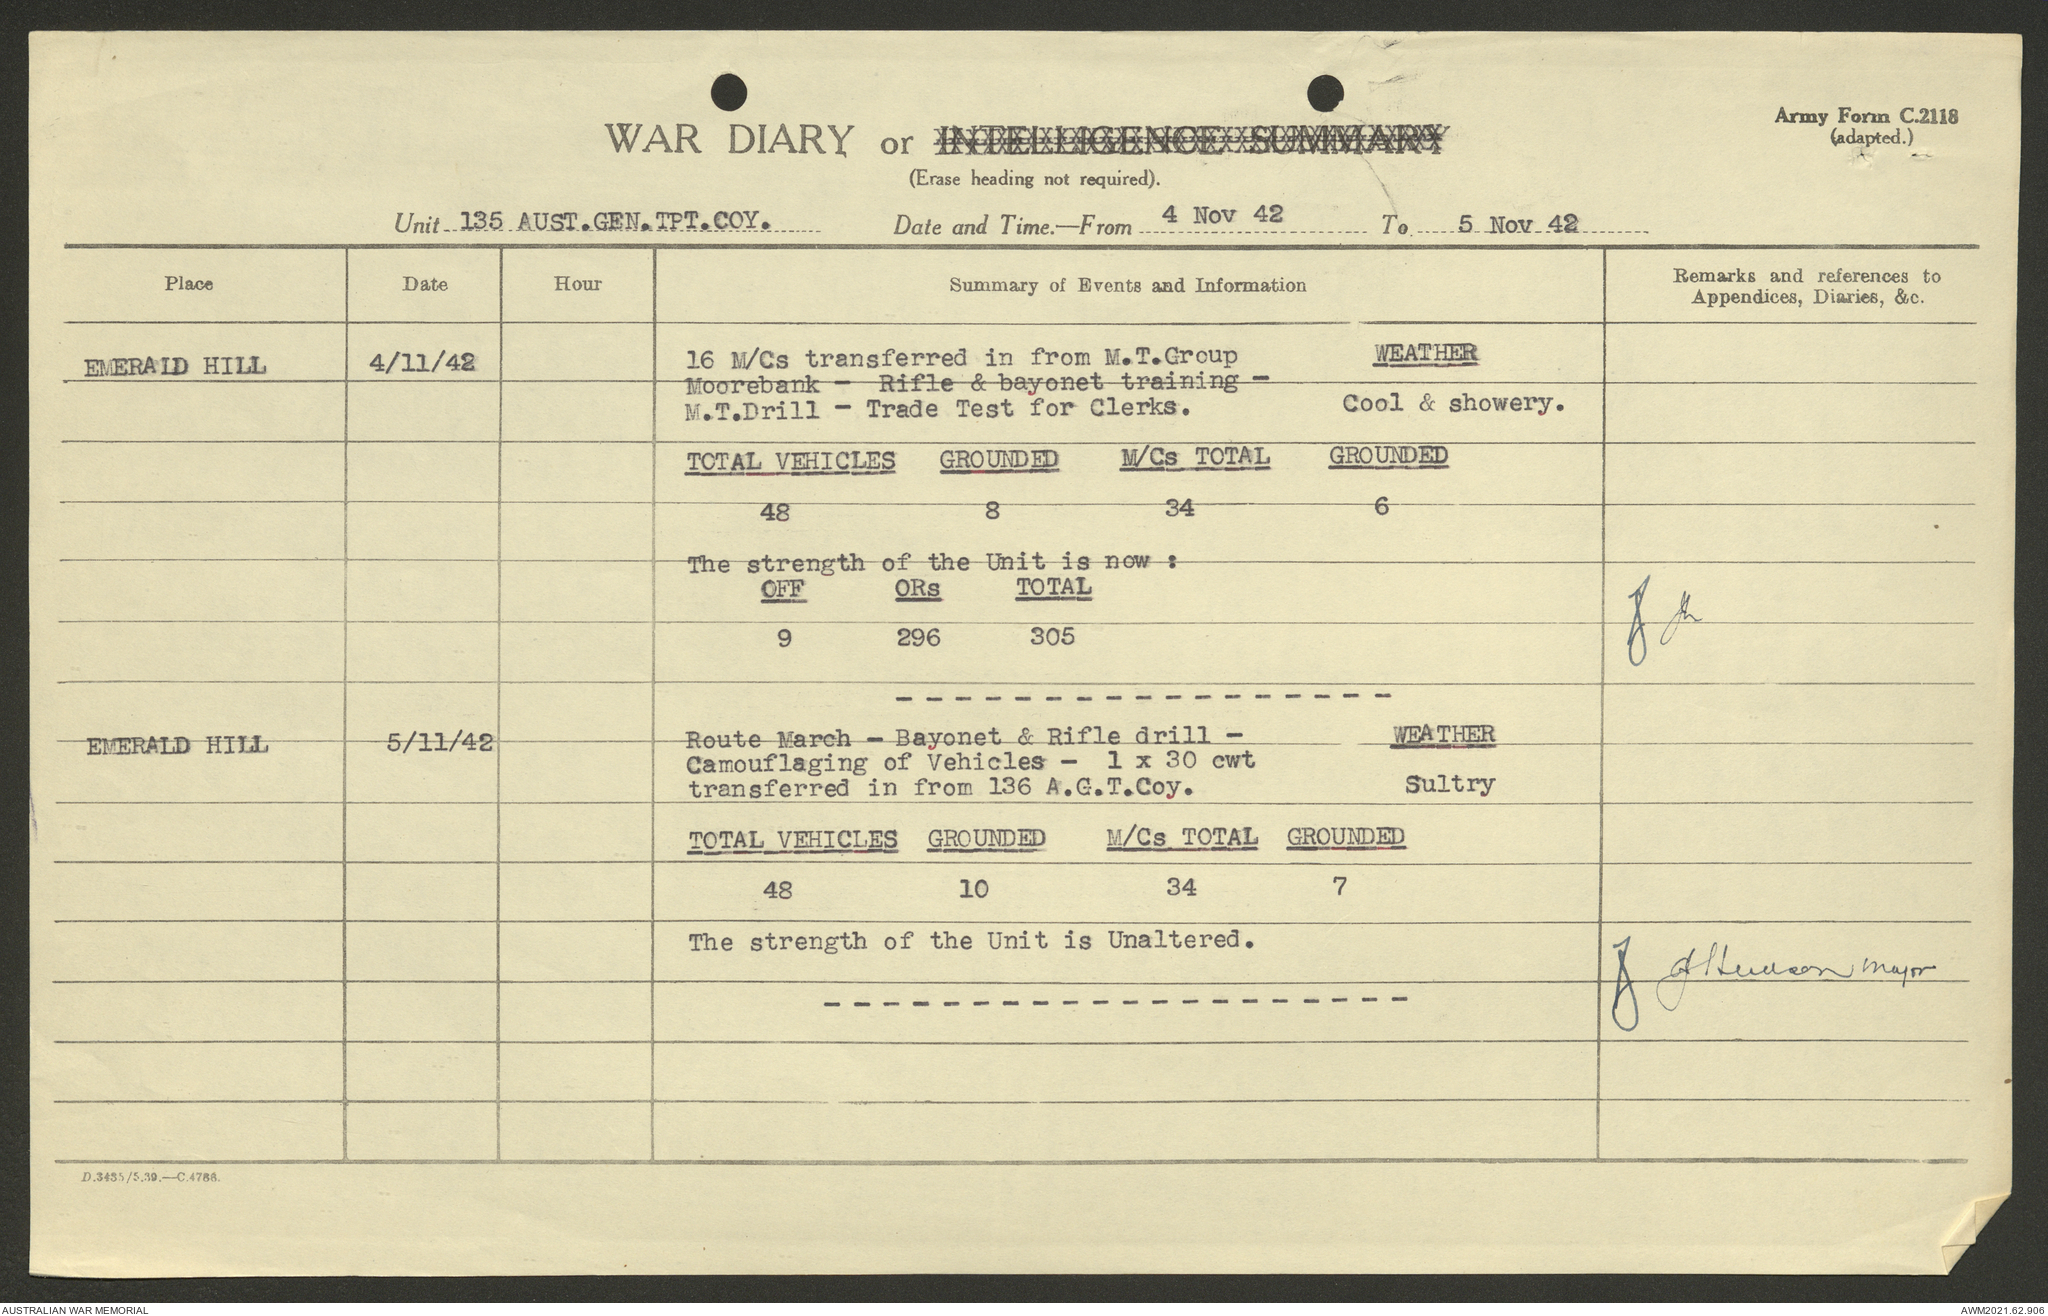 Army Form C.2118
(adapted.)
WAR DIARY or INTELLIGENCE SUMMARY
(Erase heading not required).
Unit 135 AUST.GEN.TPT.COY. Date and Time.—From 4 Nov 42 To 5 Nov 42
Place Date Hour Summary of Events and Information Remarks and references to
Appendices, Diaries, &c.
EMERALD HILL 4/11/42 16 M/Cs transferred in from M.T.Group WEATHER
Moorebank - Rifle & bayonet training -
M.T.Drill - Trade Test for Clerks. Cool & showery.
TOTAL VEHICLES GROUNDED M/Cs TOTAL GROUNDED
48 8 34 6
The strength of the Unit is now :
OFF ORs TOTAL
9 296 305
EMERALD HILL 5/11/42 Route March - Bayonet & Rifle drill - WEATHER
Camouflaging of Vehicles - 1 x 30 cwt
transferred in from 136 A.G.T.Coy. Sultry
TOTAL VEHICLES GROUNDED M/Cs TOTAL GROUNDED
48 10 34 7
The strength of the Unit is Unaltered.
Hudson Major
D.3435/5.39.—C.4788.
AUSTRALIAN WAR MEMORIAL AWM2021.62.906